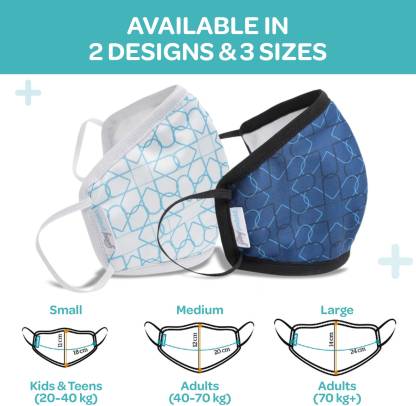 AVAILABLE IN
2 DESIGNS & 3 SIZES
Small
Medium
Large
11 cm
18 cm
12 cm
20 cm
14 cm
24 cm
Kids & Teens
(20-40 kg)
Adults
(40-70 kg)
Adults
(70 kg+)